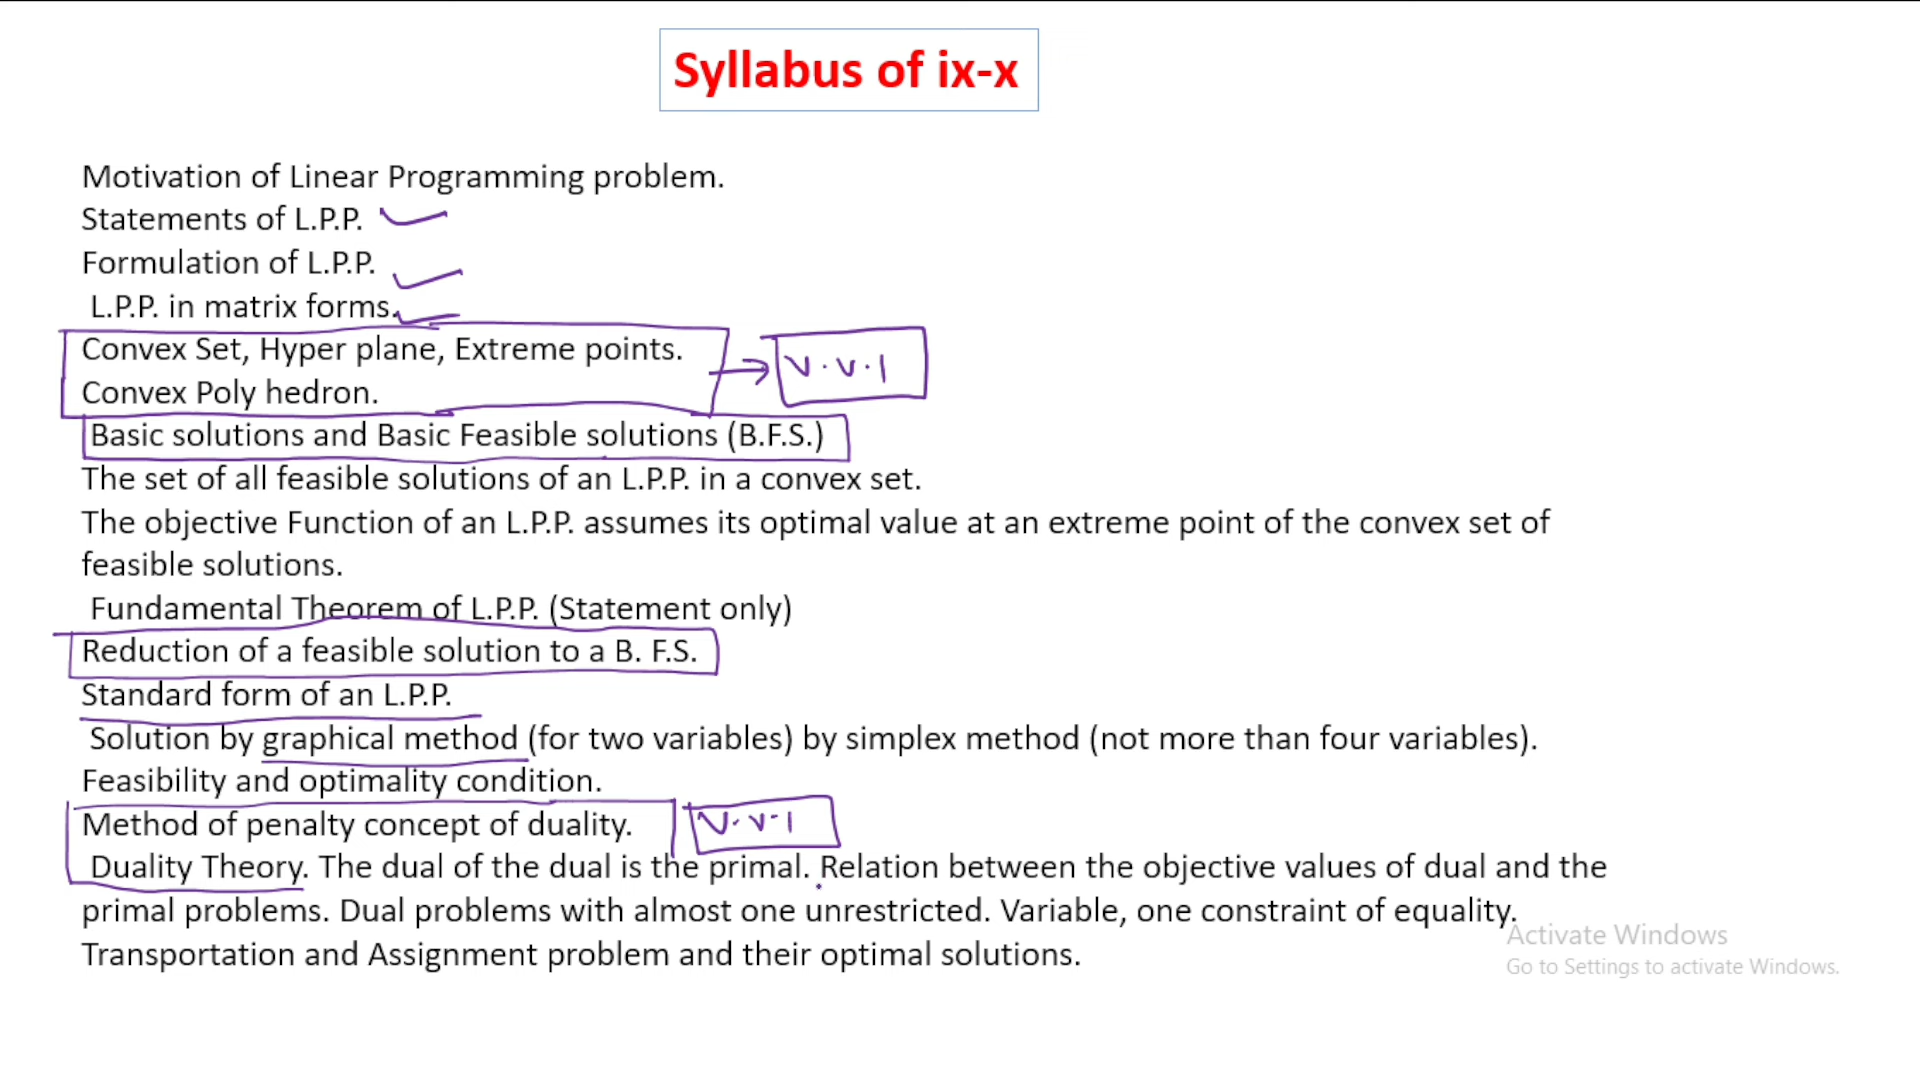 Syllabus of ix-x
Motivation of Linear Programming problem.
Statements of L.P.P.
Formulation of L.P.P.
L.P.P. in matrix forms.
Convex Set, Hyper plane, Extreme points.
V.V.I
Convex Poly hedron.
Basic solutions and Basic Feasible solutions (B.F.S.)
The set of all feasible solutions of an L.P.P. in a convex set.
The objective Function of an L.P.P. assumes its optimal value at an extreme point of the convex set of
feasible solutions.
Fundamental Theorem of L.P.P. (Statement only)
Reduction of a feasible solution to a B. F.S.
Standard form of an L.P.P.
Solution by graphical method (for two variables) by simplex method (not more than four variables).
Feasibility and optimality condition.
Method of penalty concept of duality.
V.V.I
Duality Theory. The dual of the dual is the primal. Relation between the objective values of dual and the
primal problems. Dual problems with almost one unrestricted. Variable, one constraint of equality.
Transportation and Assignment problem and their optimal solutions.
Activate Windows
Go to Settings to activate Windows.